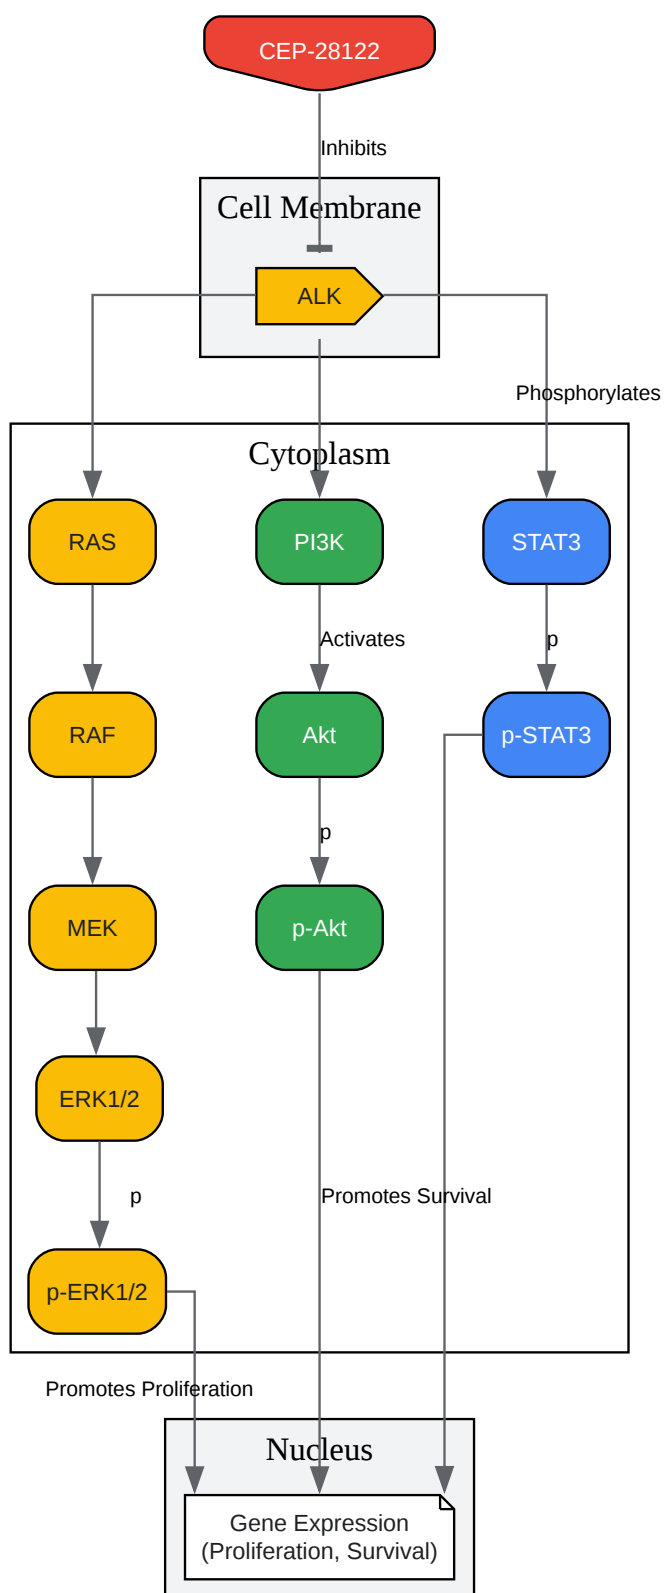 CEP-28122
Inhibits
Cell Membrane
ALK
Phosphorylates
Cytoplasm
RAS
PI3K
STAT3
Activates
p
RAF
Akt
p-STAT3
p
MEK
p-Akt
ERK1/2
p
Promotes Survival
p-ERK1/2
Promotes Proliferation
Nucleus
Gene Expression
(Proliferation, Survival)